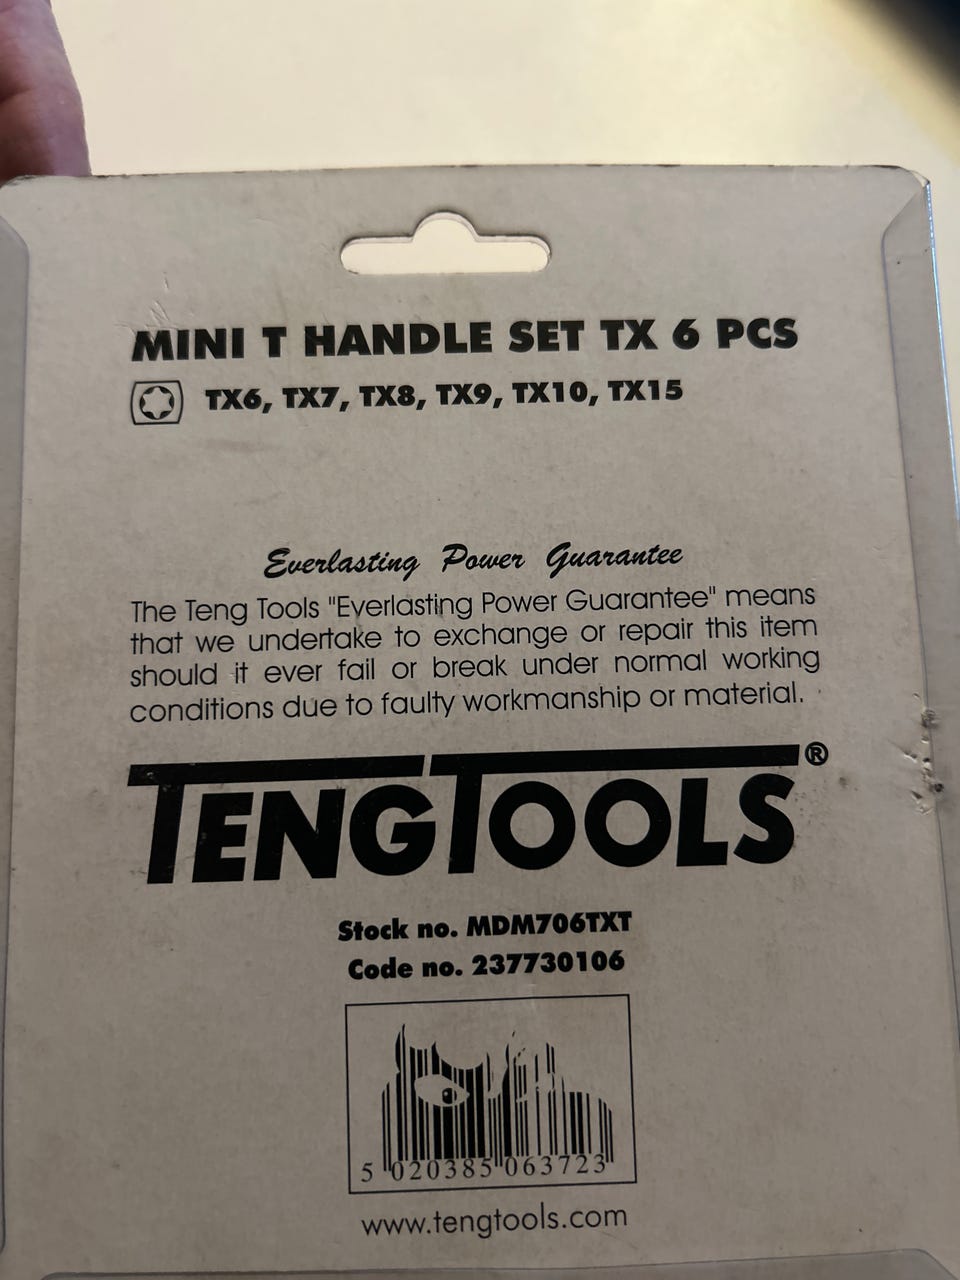 MINI T HANDLE SET TX 6 PCS
TX6, TX7, TX8, TX9, TX10, TX15
Everlasting Power Guarantee
The Teng Tools "Everlasting Power Guarantee" means
that we undertake to exchange or repair this item
should it ever fail or break under normal working
conditions due to faulty workmanship or material.
TENGTOOLS®
Stock no. MDM706TXT
Code no. 237730106
5 020385 063723
www.tengtools.com